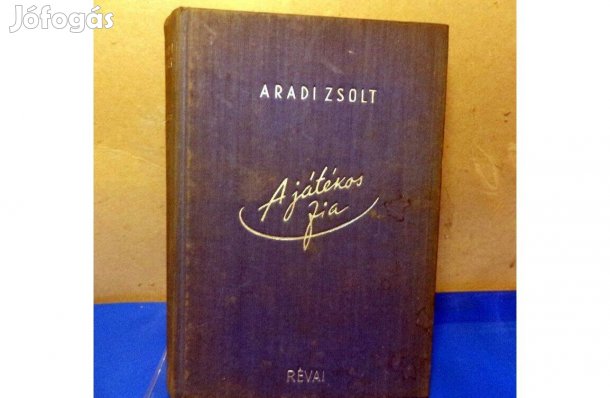 Jófogás
ARADI ZSOLT
A játékos
fia
RÉVAI